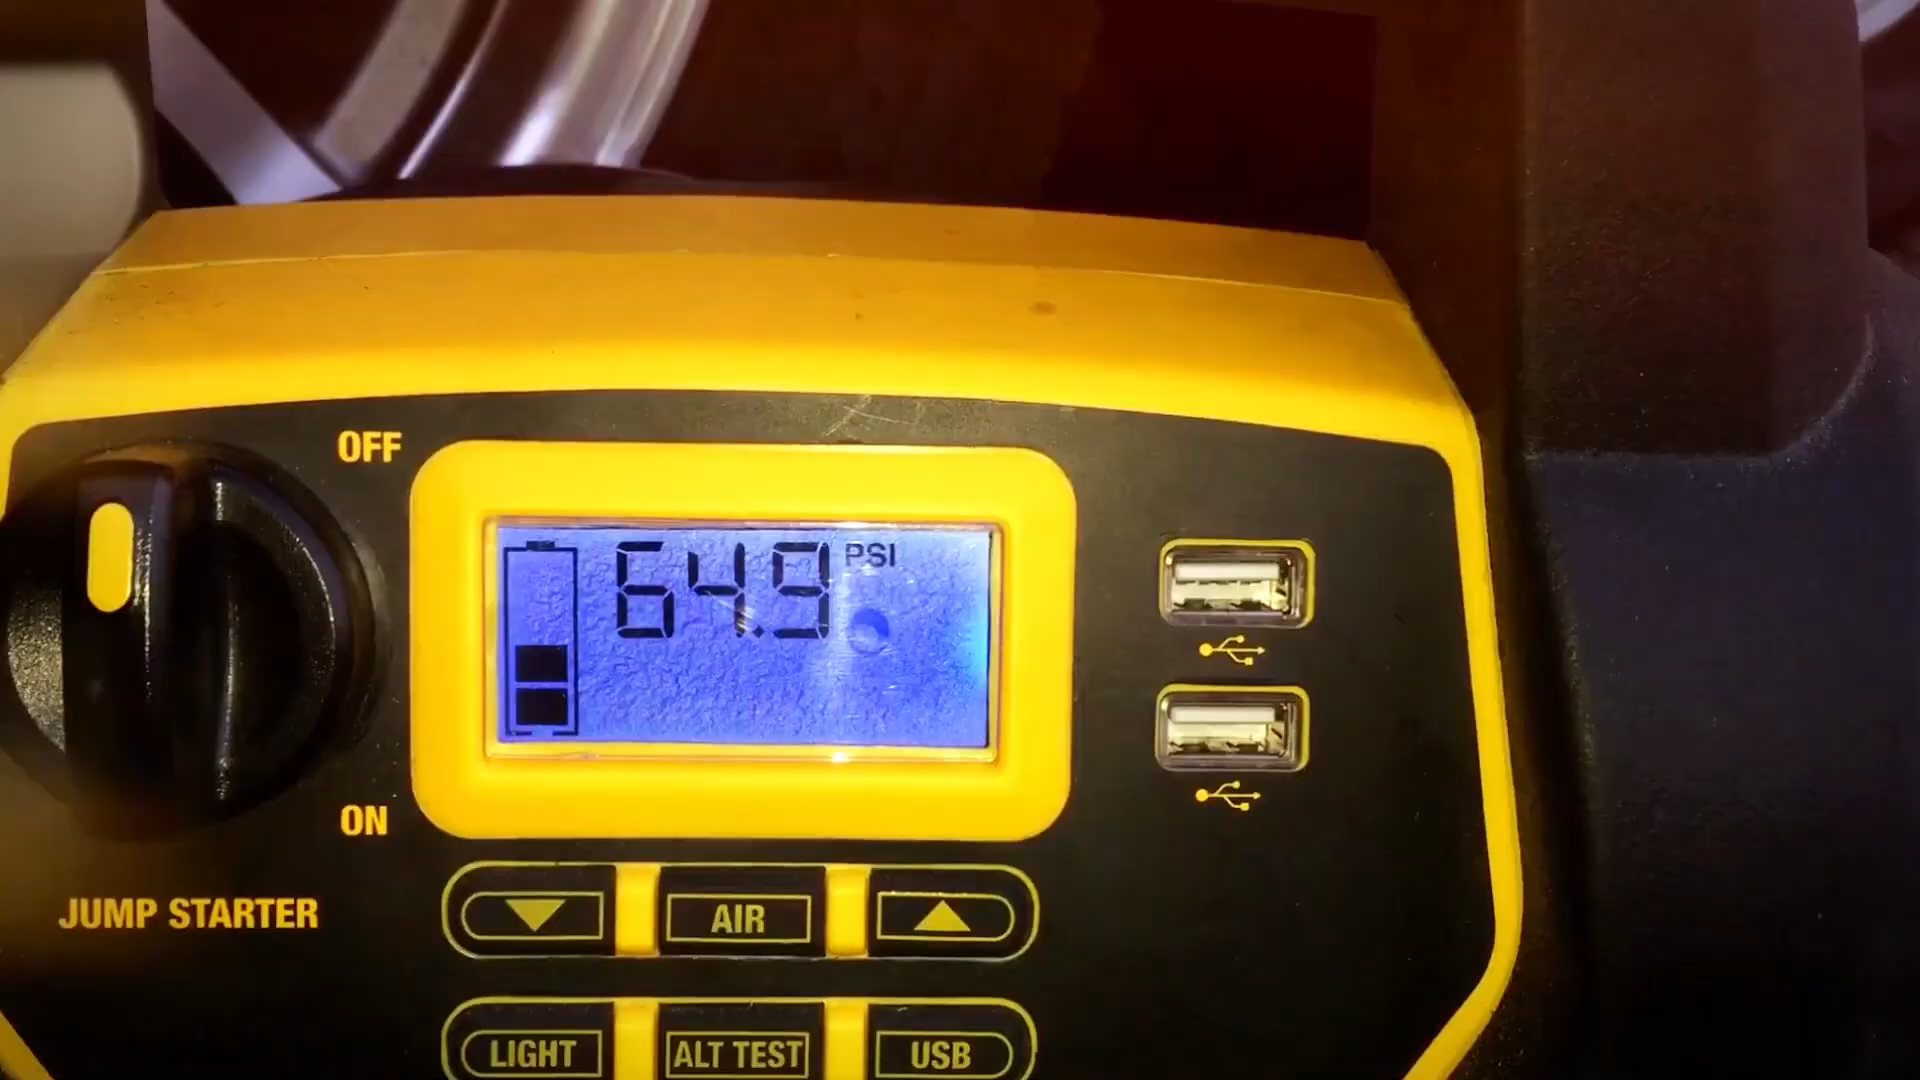 OFF
64.9 PSI
ON
JUMP STARTER
AIR
LIGHT
ALT TEST
USB